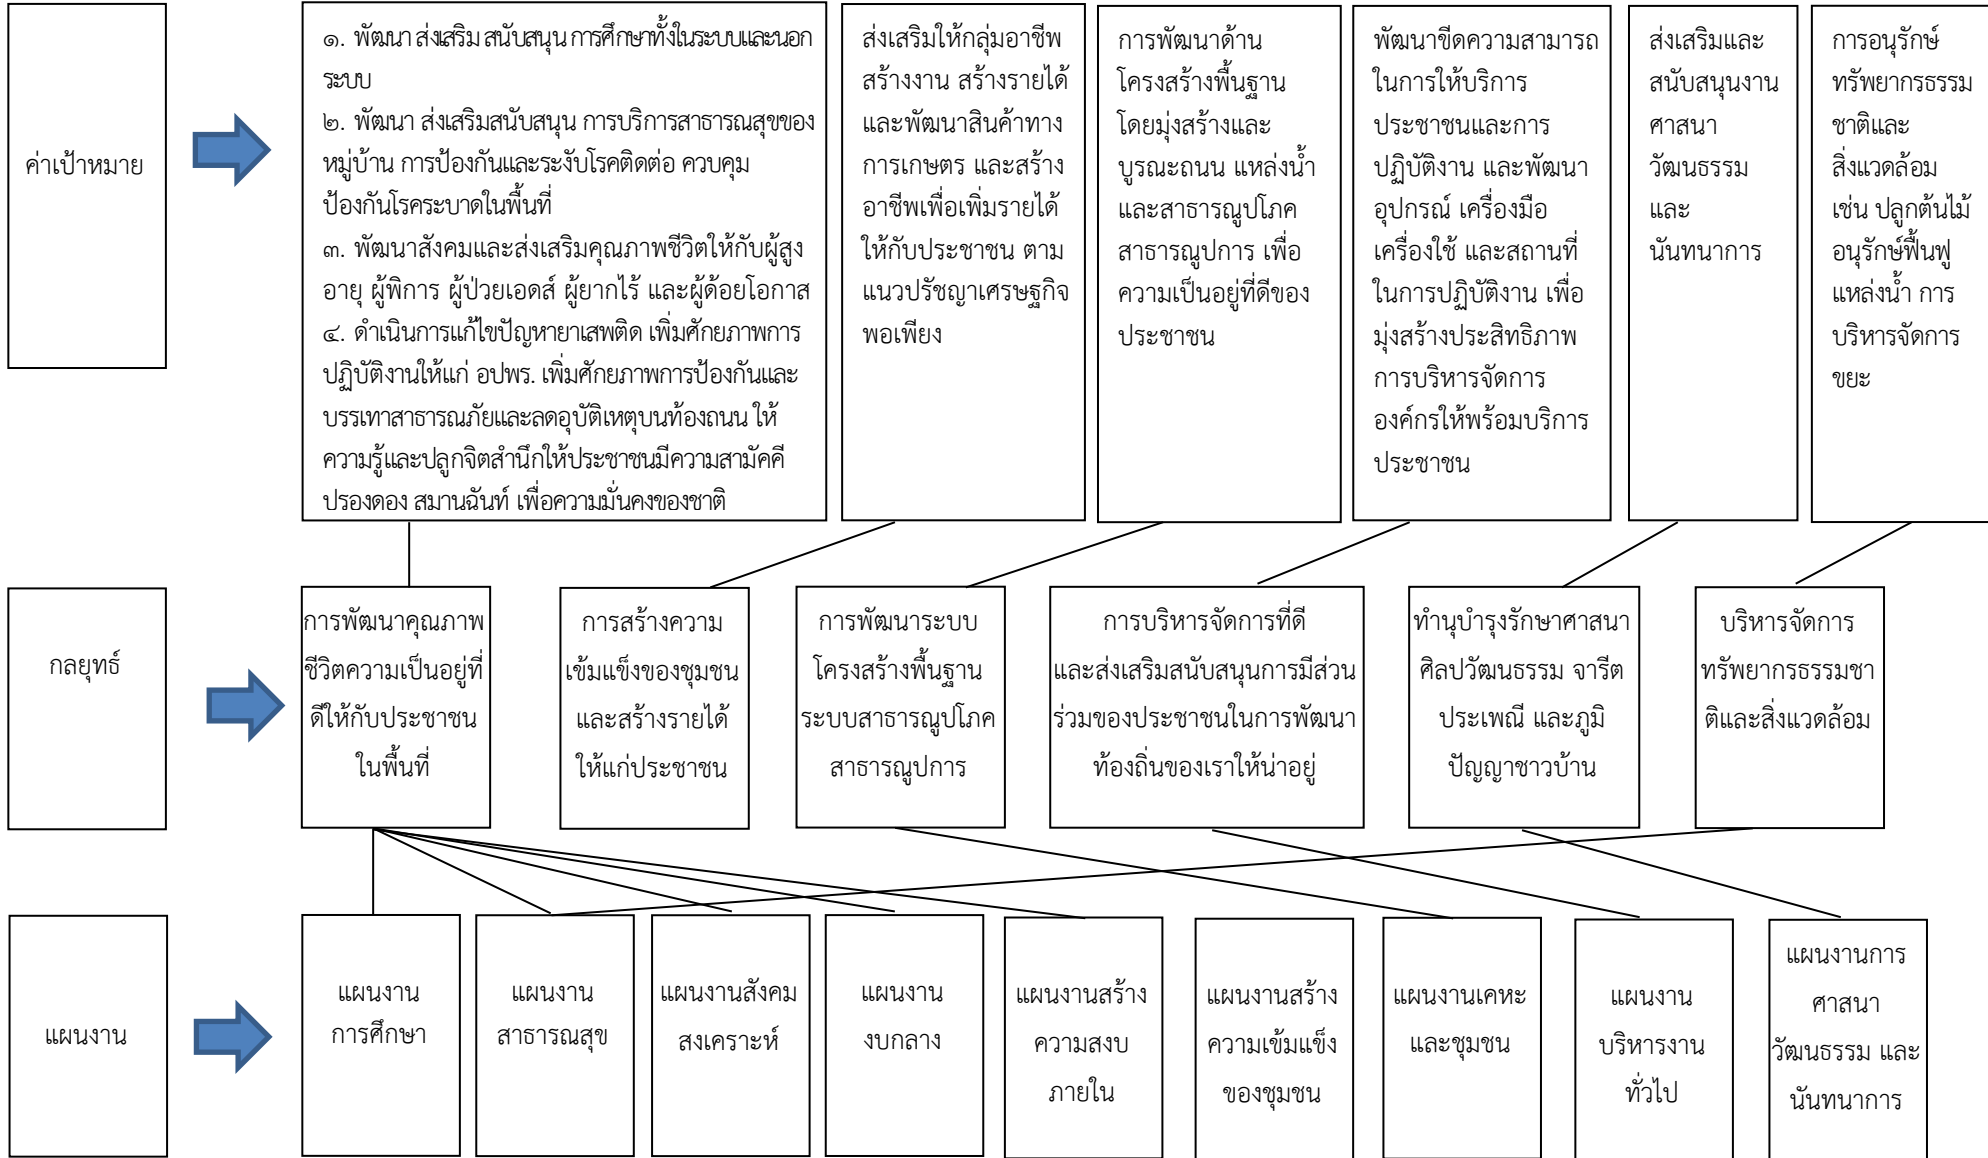 ค่าเป้าหมาย
๑. พัฒนา ส่งเสริม สนับสนุน การศึกษาทั้งในระบบและนอก
ระบบ
๒. พัฒนา ส่งเสริมสนับสนุน การบริการสาธารณสุขของ
หมู่บ้าน การป้องกันและระงับโรคติดต่อ ควบคุม
ป้องกันโรคระบาดในพื้นที่
๓. พัฒนาสังคมและส่งเสริมคุณภาพชีวิตให้กับผู้สูง
อายุ ผู้พิการ ผู้ป่วยเอดส์ ผู้ยากไร้ และผู้ด้อยโอกาส
๔. ดำเนินการแก้ไขปัญหายาเสพติด เพิ่มศักยภาพการ
ปฏิบัติงานให้แก่ อปพร. เพิ่มศักยภาพการป้องกันและ
บรรเทาสาธารณภัยและลดอุบัติเหตุบนท้องถนน ให้
ความรู้และปลูกจิตสำนึกให้ประชาชนมีความสามัคคี
ปรองดอง สมานฉันท์ เพื่อความมั่นคงของชาติ
ส่งเสริมให้กลุ่มอาชีพ
สร้างงาน สร้างรายได้
และพัฒนาสินค้าทาง
การเกษตร และสร้าง
อาชีพเพื่อเพิ่มรายได้
ให้กับประชาชน ตาม
แนวปรัชญาเศรษฐกิจ
พอเพียง
การพัฒนาด้าน
โครงสร้างพื้นฐาน
โดยมุ่งสร้างและ
บูรณะถนน แหล่งน้ำ
และสาธารณูปโภค
สาธารณูปการ เพื่อ
ความเป็นอยู่ที่ดีของ
ประชาชน
พัฒนาขีดความสามารถ
ในการให้บริการ
ประชาชนและการ
ปฏิบัติงาน และพัฒนา
อุปกรณ์ เครื่องมือ
เครื่องใช้ และสถานที่
ในการปฏิบัติงาน เพื่อ
มุ่งสร้างประสิทธิภาพ
การบริหารจัดการ
องค์กรให้พร้อมบริการ
ประชาชน
ส่งเสริมและ
สนับสนุนงาน
ศาสนา
วัฒนธรรม
และ
นันทนาการ
การอนุรักษ์
ทรัพยากรธรรม
ชาติและ
สิ่งแวดล้อม
เช่น ปลูกต้นไม้
อนุรักษ์ฟื้นฟู
แหล่งน้ำ การ
บริหารจัดการ
ขยะ
กลยุทธ์
การพัฒนาคุณภาพ
ชีวิตความเป็นอยู่ที่
ดีให้กับประชาชน
ในพื้นที่
การสร้างความ
เข้มแข็งของชุมชน
และสร้างรายได้
ให้แก่ประชาชน
การพัฒนาระบบ
โครงสร้างพื้นฐาน
ระบบสาธารณูปโภค
สาธารณูปการ
การบริหารจัดการที่ดี
และส่งเสริมสนับสนุนการมีส่วน
ร่วมของประชาชนในการพัฒนา
ท้องถิ่นของเราให้น่าอยู่
ทำนุบำรุงรักษาศาสนา
ศิลปวัฒนธรรม จารีต
ประเพณี และภูมิ
ปัญญาชาวบ้าน
บริหารจัดการ
ทรัพยากรธรรมชา
ติและสิ่งแวดล้อม
แผนงาน
แผนงาน
การศึกษา
แผนงาน
สาธารณสุข
แผนงานสังคม
สงเคราะห์
แผนงาน
งบกลาง
แผนงานสร้าง
ความสงบ
ภายใน
แผนงานสร้าง
ความเข้มแข็ง
ของชุมชน
แผนงานเคหะ
และชุมชน
แผนงาน
บริหารงาน
ทั่วไป
แผนงานการ
ศาสนา
วัฒนธรรม และ
นันทนาการ